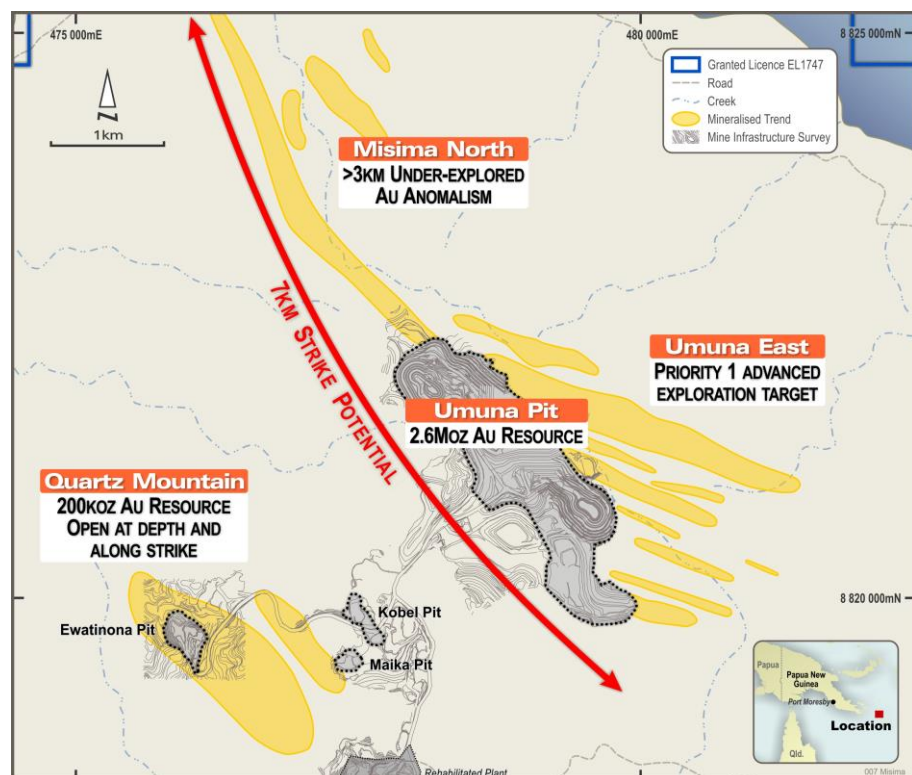 475 000mE
480 000mE
8 825 000mN
N
1km
Granted Licence EL1747
Road
Creek
Mineralised Trend
Mine Infrastructure Survey
Misima North
>3km Under-explored
Au Anomalism
7km Strike Potential
Umuna East
Priority 1 advanced
exploration target
Umuna Pit
2.6Moz Au Resource
Quartz Mountain
200koz Au Resource
Open at depth and
along strike
8 820 000mN
Kobel Pit
Ewatinona Pit
Maika Pit
Papua
Papua New
Guinea
Port Moresby
Location
Qld.
Rehabilitated Plant
007 Misima